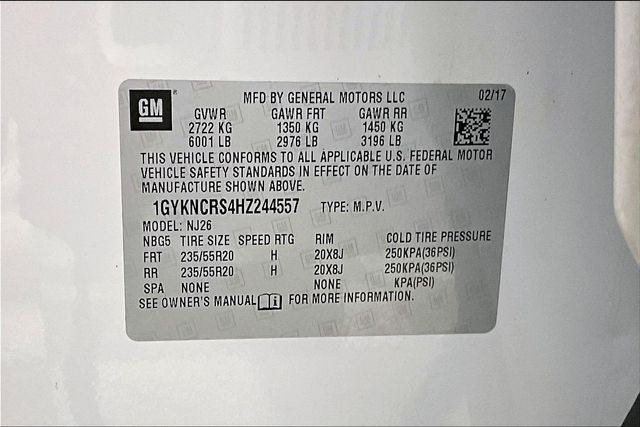 GM ® MFD BY GENERAL MOTORS LLC 02/17
GVWR GAWR FRT GAWR RR
2722 KG 1350 KG 1450 KG
6001 LB 2976 LB 3196 LB
THIS VEHICLE CONFORMS TO ALL APPLICABLE U.S. FEDERAL MOTOR
VEHICLE SAFETY STANDARDS IN EFFECT ON THE DATE OF
MANUFACTURE SHOWN ABOVE.
1GYKNCRS4HZ244557 TYPE: M.P.V.
MODEL: NJ26
NBG5 TIRE SIZE SPEED RTG RIM COLD TIRE PRESSURE
FRT 235/55R20 H 20X8J 250KPA(36PSI)
RR 235/55R20 H 20X8J 250KPA(36PSI)
SPA NONE NONE KPA(PSI)
SEE OWNER'S MANUAL FOR MORE INFORMATION.